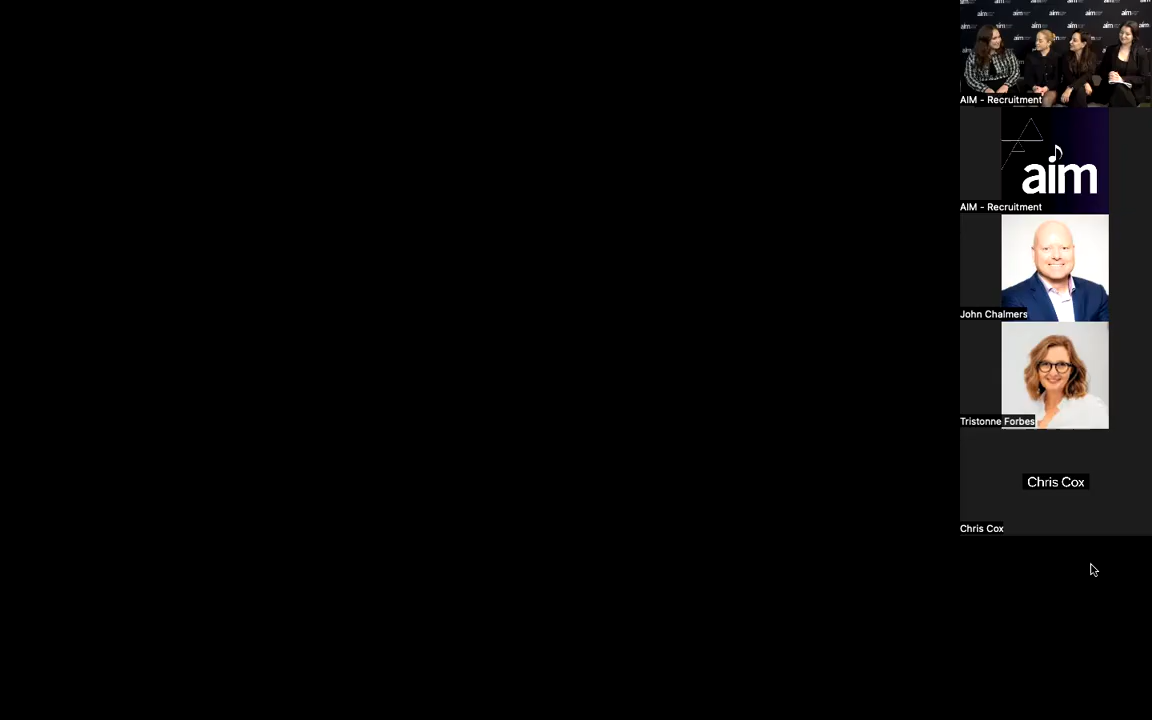 AIM - Recruitment
aim
AIM - Recruitment
John Chalmers
Tristonne Forbes
Chris Cox
Chris Cox